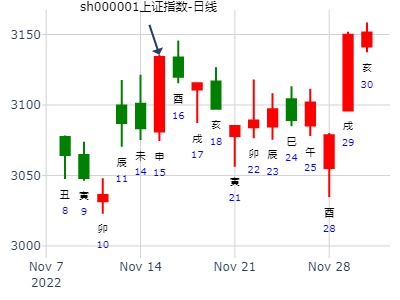 sh000001上证指数-日线
3150
3100
3050
3000
丑
8
寅
9
卯
10
辰
11
未
14
申
15
酉
16
戌
17
亥
18
寅
21
卯
22
辰
23
巳
24
午
25
酉
28
戌
29
亥
30
Nov 7
2022
Nov 14
Nov 21
Nov 28